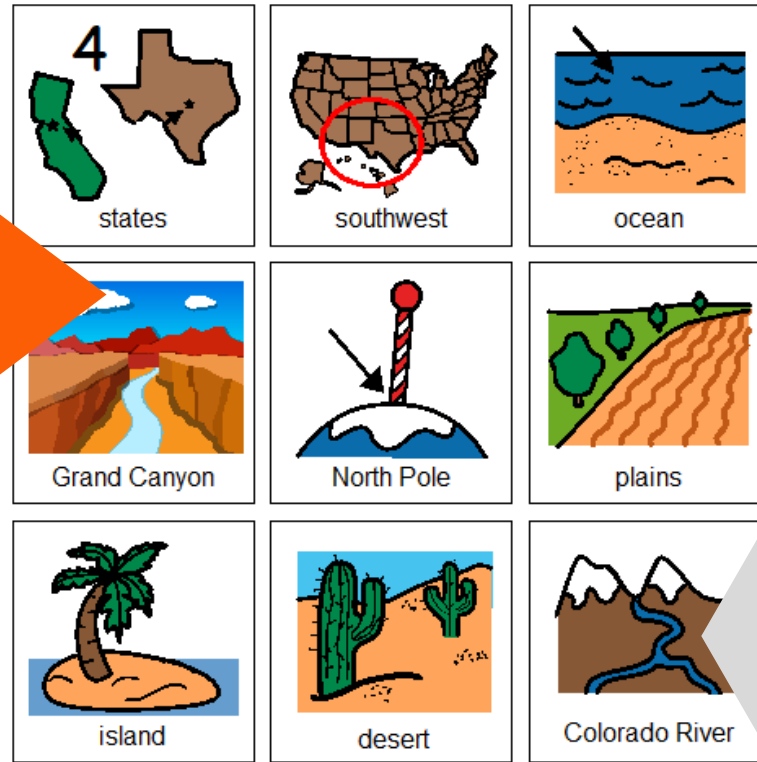 4
states
southwest
ocean
Grand Canyon
North Pole
plains
island
desert
Colorado River